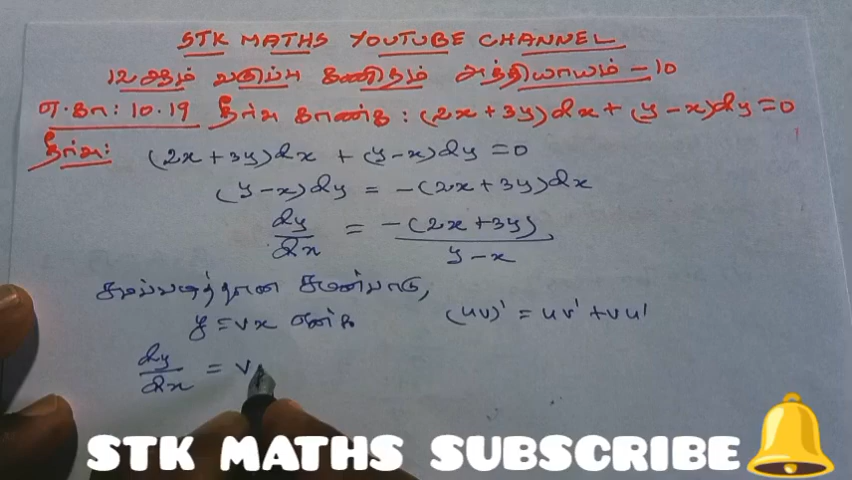 STK MATHS YOUTUBE CHANNEL
12 ஆம் வகுப்பு கணிதம் அத்தியாயம் - 10
எ.கா: 10.19 தீர்வு காண்க : (2x+3y)dx + (y-x)dy = 0
தீர்வு: (2x+3y)dx + (y-x)dy = 0
(y-x)dy = -(2x+3y)dx
dy/dx = -(2x+3y)/y-x
சமப்படித்தான சமன்பாடு,
y = vx என்க (uv)' = uv' + vu'
dy/dx = v
STK MATHS SUBSCRIBE